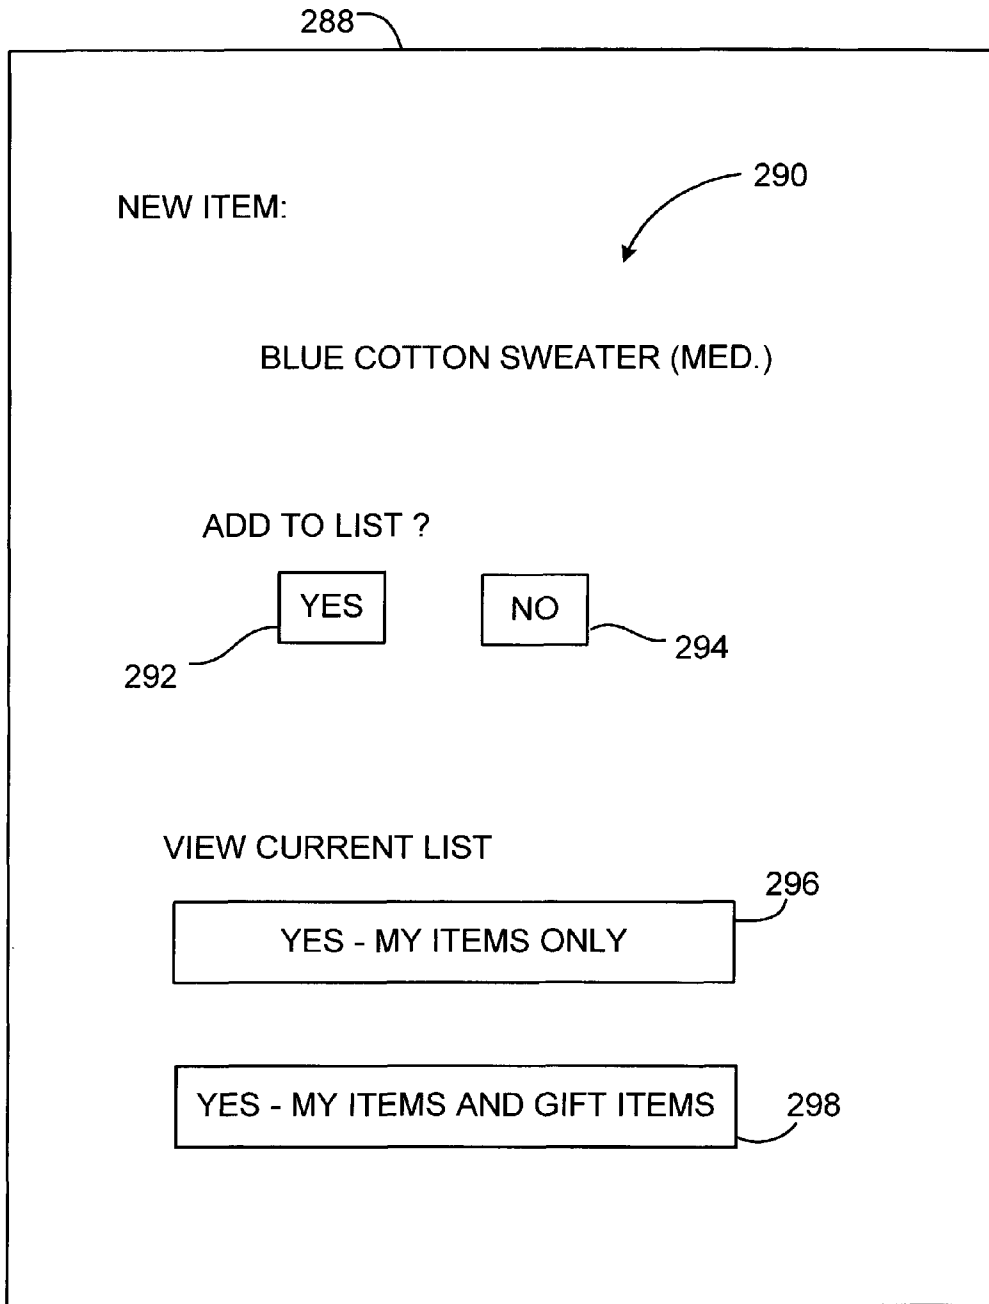 288
290
NEW ITEM:
BLUE COTTON SWEATER (MED.)
ADD TO LIST ?
YES NO
292 294
VIEW CURRENT LIST
296
YES - MY ITEMS ONLY
YES - MY ITEMS AND GIFT ITEMS 298